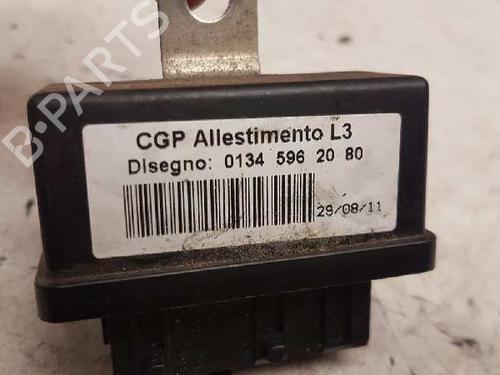 B-PARTS
CGP Allestimento L3
Disegno: 0134 596 20 80
29/08/11